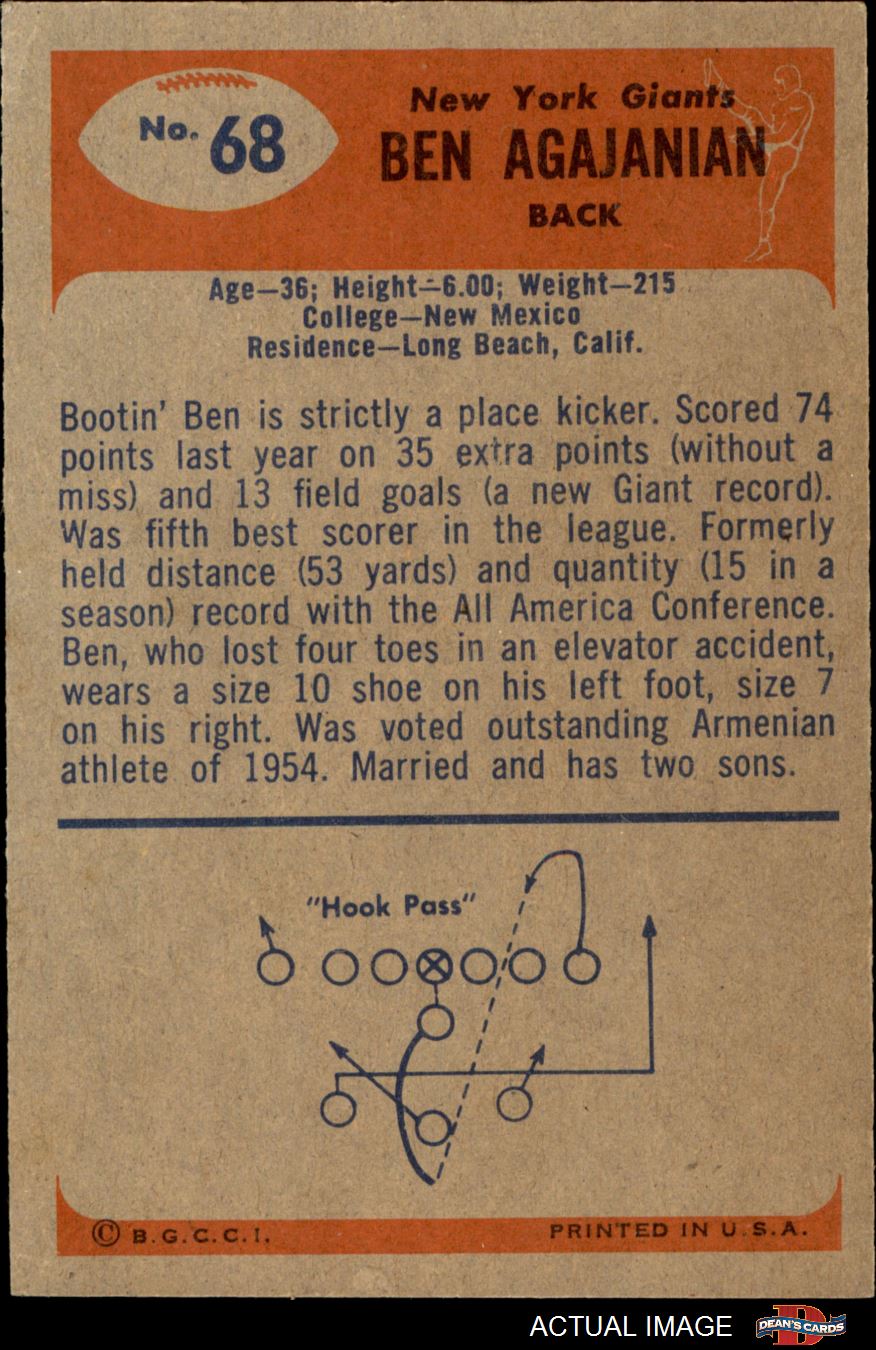 No. 68
New York Giants
BEN AGAJANIAN
BACK
Age—36; Height—6.00; Weight—215
College—New Mexico
Residence—Long Beach, Calif.
Bootin' Ben is strictly a place kicker. Scored 74
points last year on 35 extra points (without a
miss) and 13 field goals (a new Giant record).
Was fifth best scorer in the league. Formerly
held distance (53 yards) and quantity (15 in a
season) record with the All America Conference.
Ben, who lost four toes in an elevator accident,
wears a size 10 shoe on his left foot, size 7
on his right. Was voted outstanding Armenian
athlete of 1954. Married and has two sons.
"Hook Pass"
© B.G.C.C.I.
PRINTED IN U.S.A.
ACTUAL IMAGE
D
DEAN'S CARDS